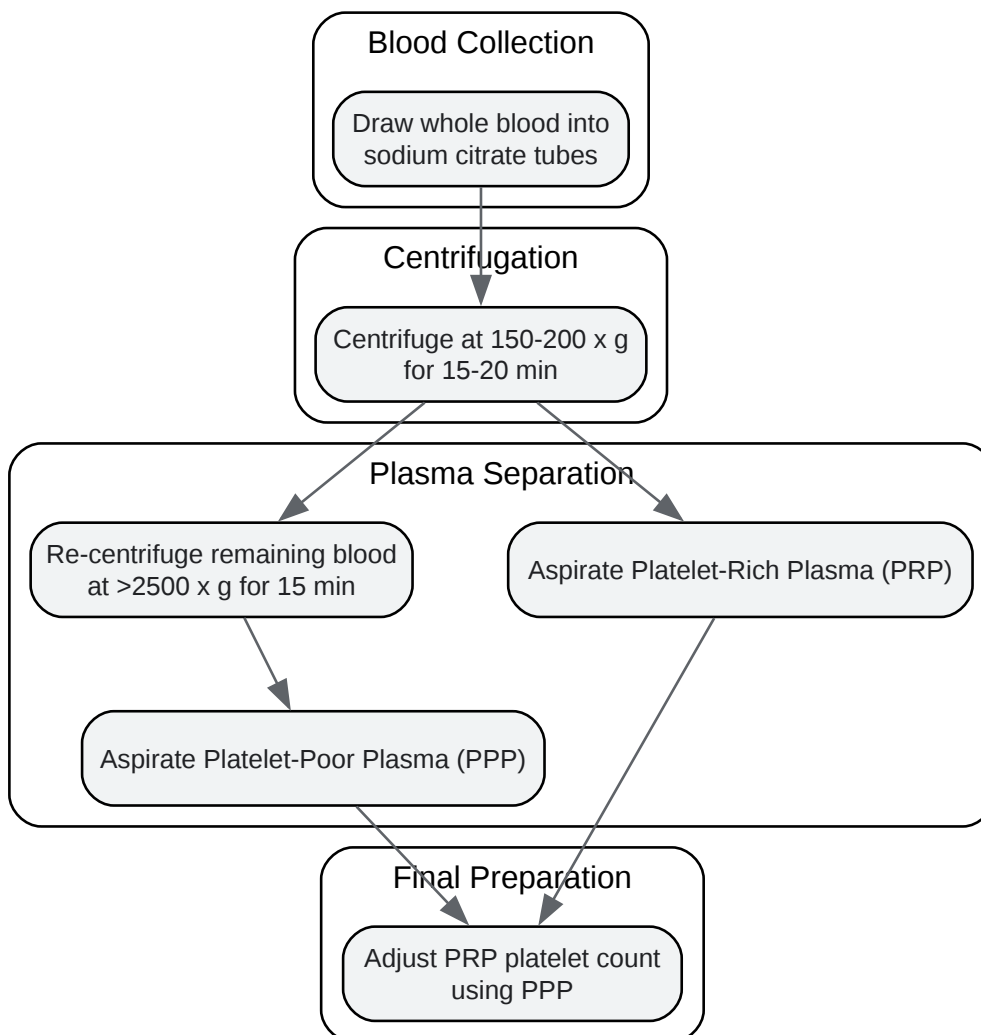 Blood Collection
Draw whole blood into
sodium citrate tubes
Centrifugation
Centrifuge at 150-200 x g
for 15-20 min
Plasma Separation
Re-centrifuge remaining blood
at >2500 x g for 15 min
Aspirate Platelet-Rich Plasma (PRP)
Aspirate Platelet-Poor Plasma (PPP)
Final Preparation
Adjust PRP platelet count
using PPP